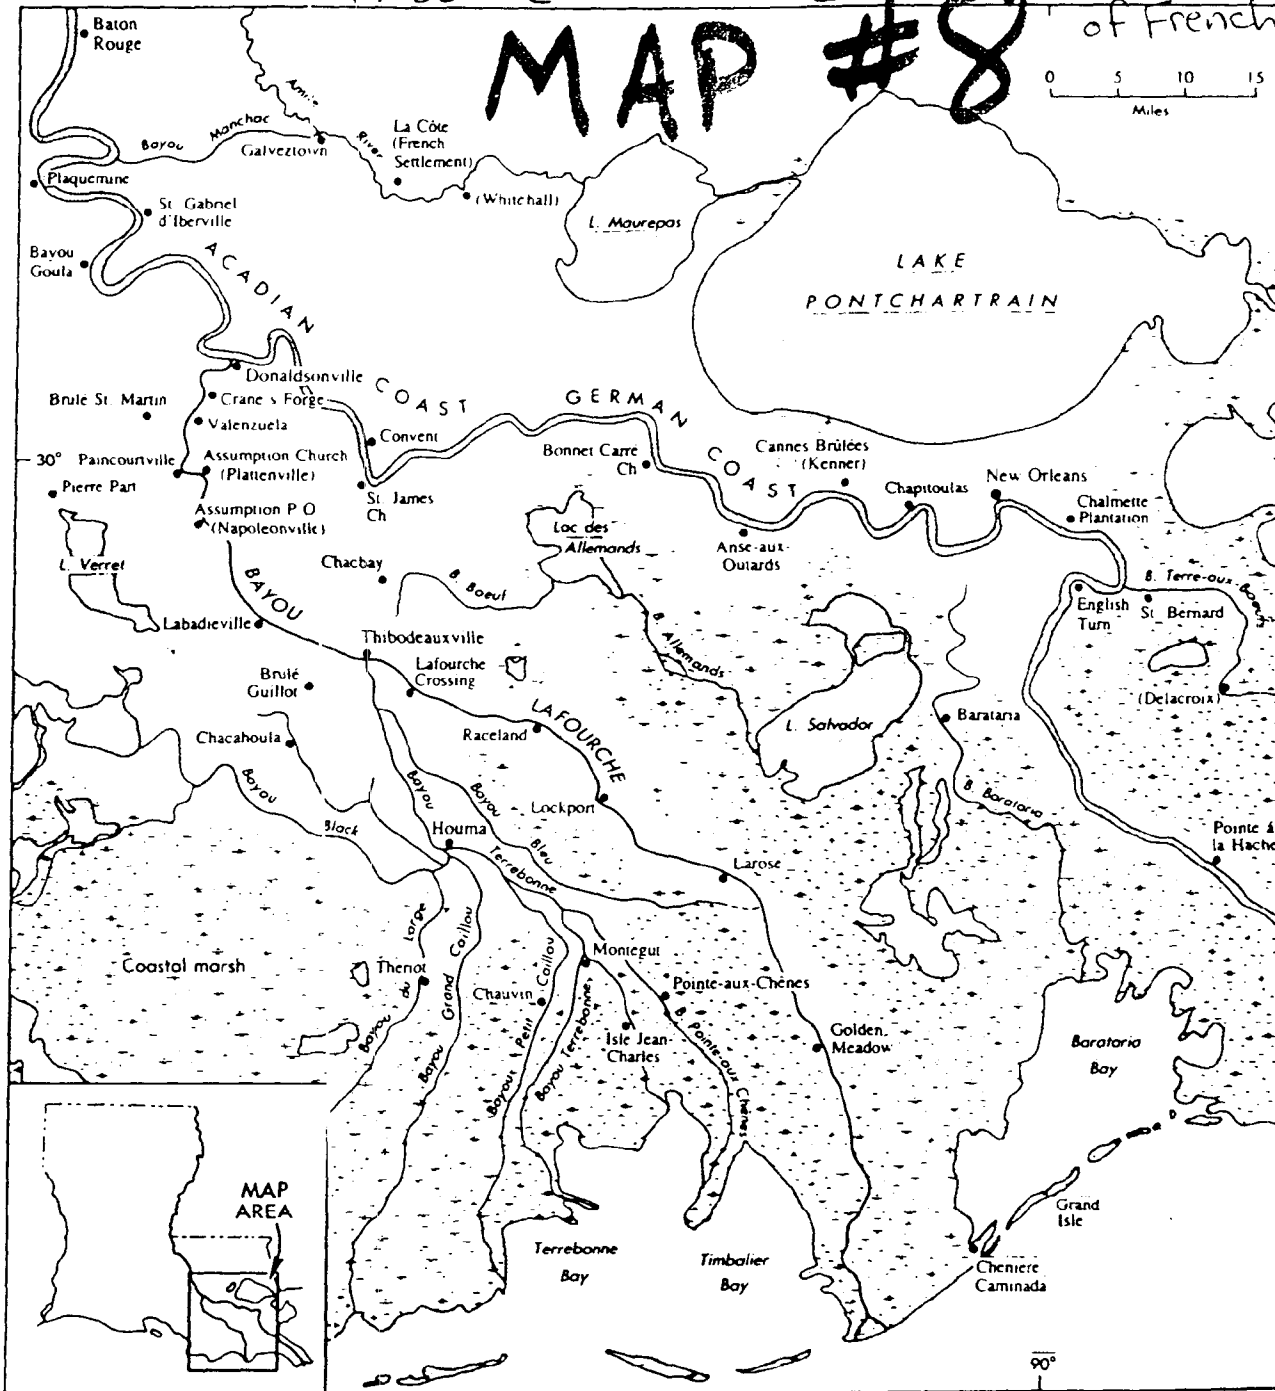 of French
MAP #8
0 5 10 15
Miles
Baton
Rouge
Amite
River
Bayou Manchac
Galveztown
La Côte
(French
Settlement)
(Whitehall)
Plaquemine
St. Gabriel
d'Iberville
Bayou
Goula
L. Maurepas
LAKE
PONTCHARTRAIN
ACADIAN
COAST
GERMAN
COAST
Donaldsonville
Crane's Forge
Brulé St. Martin
Valenzuela
Convent
30°
Paincourtville
Assumption Church
(Plattenville)
Pierre Part
St. James
Ch
Assumption P O
(Napoleonville)
Bonnet Carré
Ch
Cannes Brûlées
(Kenner)
Chapitoulas
New Orleans
Chalmette
Plantation
Anse-aux-
Outards
Lac des
Allemands
L. Verret
Chacbay
B. Boeuf
B. Allemands
English
Turn
B. Terre-aux-Boeufs
St. Bernard
(Delacroix)
BAYOU
LAFOURCHE
Labadieville
Thibodeauxville
Lafourche
Crossing
Brulé
Guillot
Raceland
Chacahoula
L. Salvador
Barataria
B. Barataria
Bayou
Black
Bayou
Bayou
Bleu
Lockport
Houma
Terrebonne
Larose
Pointe á
la Hache
Coastal marsh
Theriot
Bayou du Large
Bayou Grand Caillou
Chauvin
Bayou Petit Caillou
Montegut
Bayou Terrebonne
Pointe-aux-Chênes
Isle Jean
Charles
B. Pointe-aux Chênes
Golden
Meadow
Barataria
Bay
MAP
AREA
Terrebonne
Bay
Timbalier
Bay
Grand
Isle
Cheniere
Caminada
90°